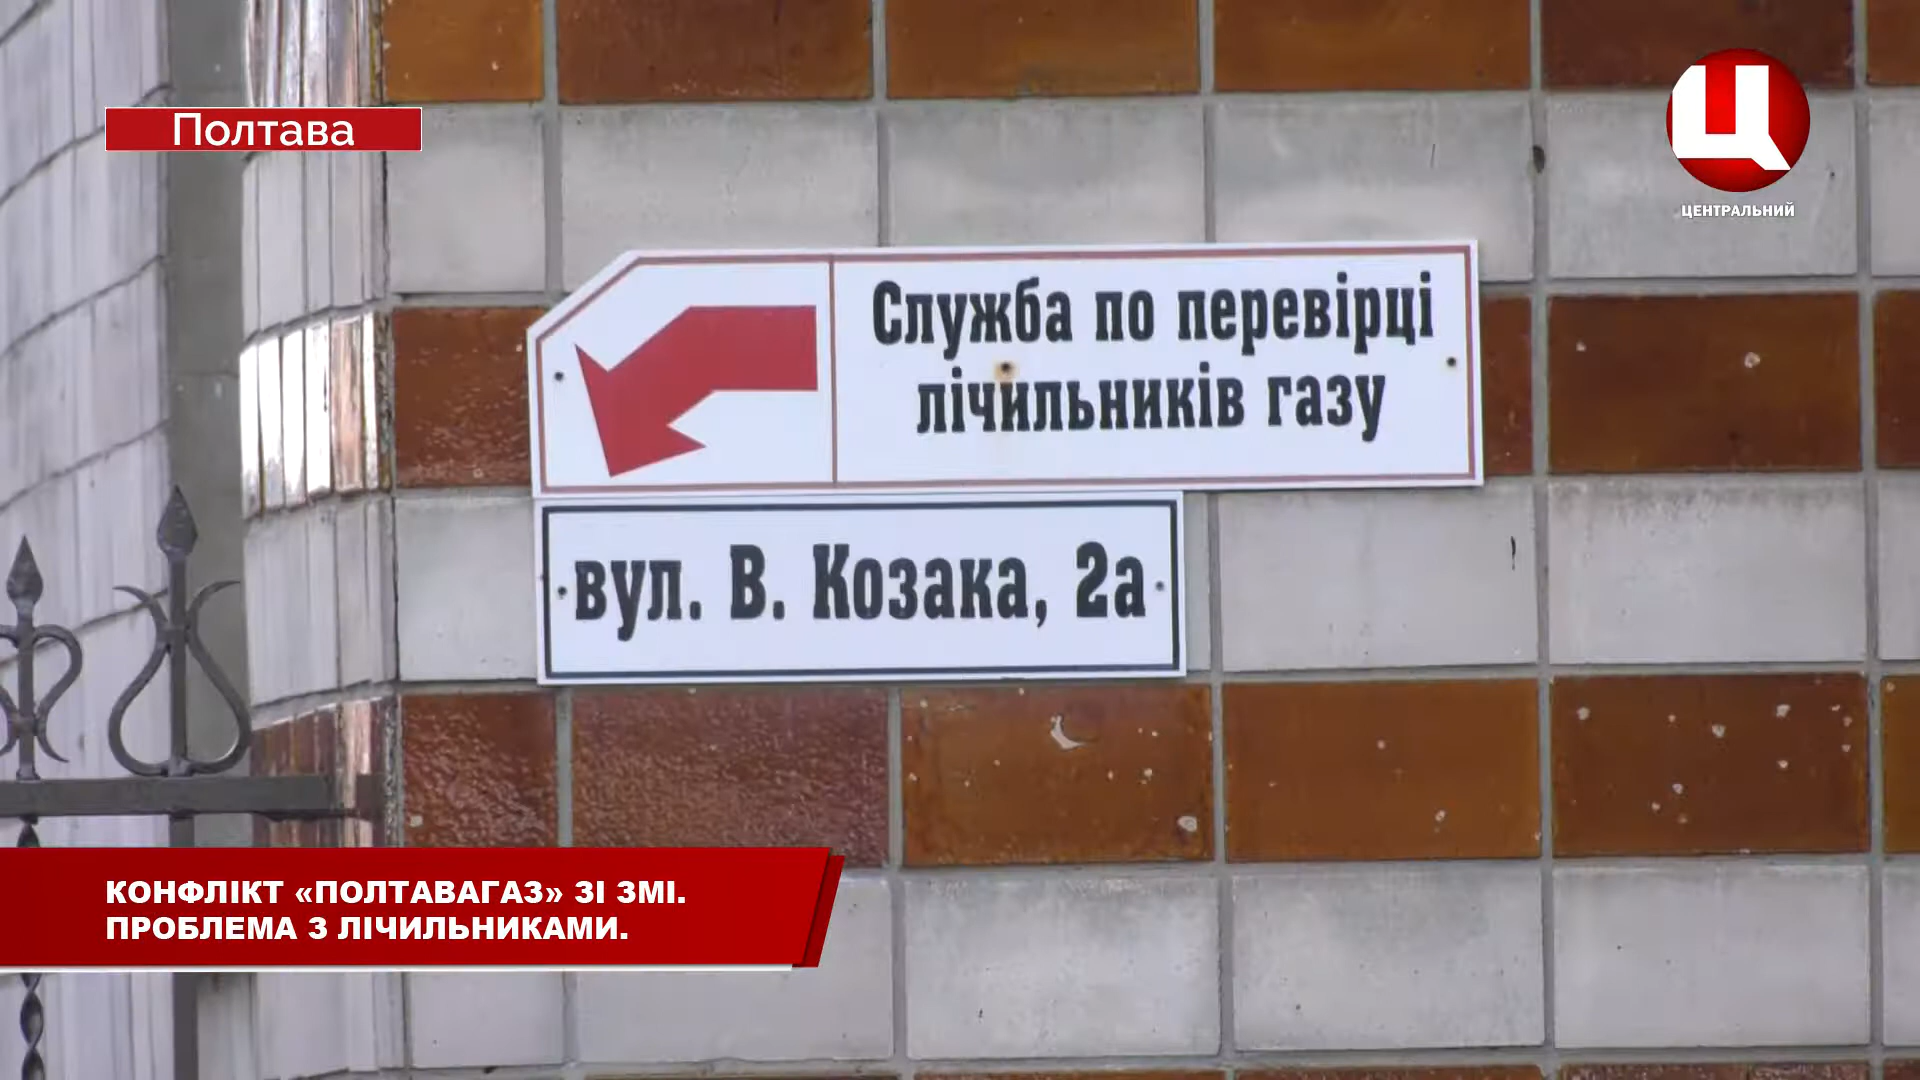 Полтава
Ц
ЦЕНТРАЛЬНИЙ
Служба по перевірці
лічильників газу
вул. В. Козака, 2а
КОНФЛІКТ «ПОЛТАВАГАЗ» ЗІ ЗМІ.
ПРОБЛЕМА З ЛІЧИЛЬНИКАМИ.